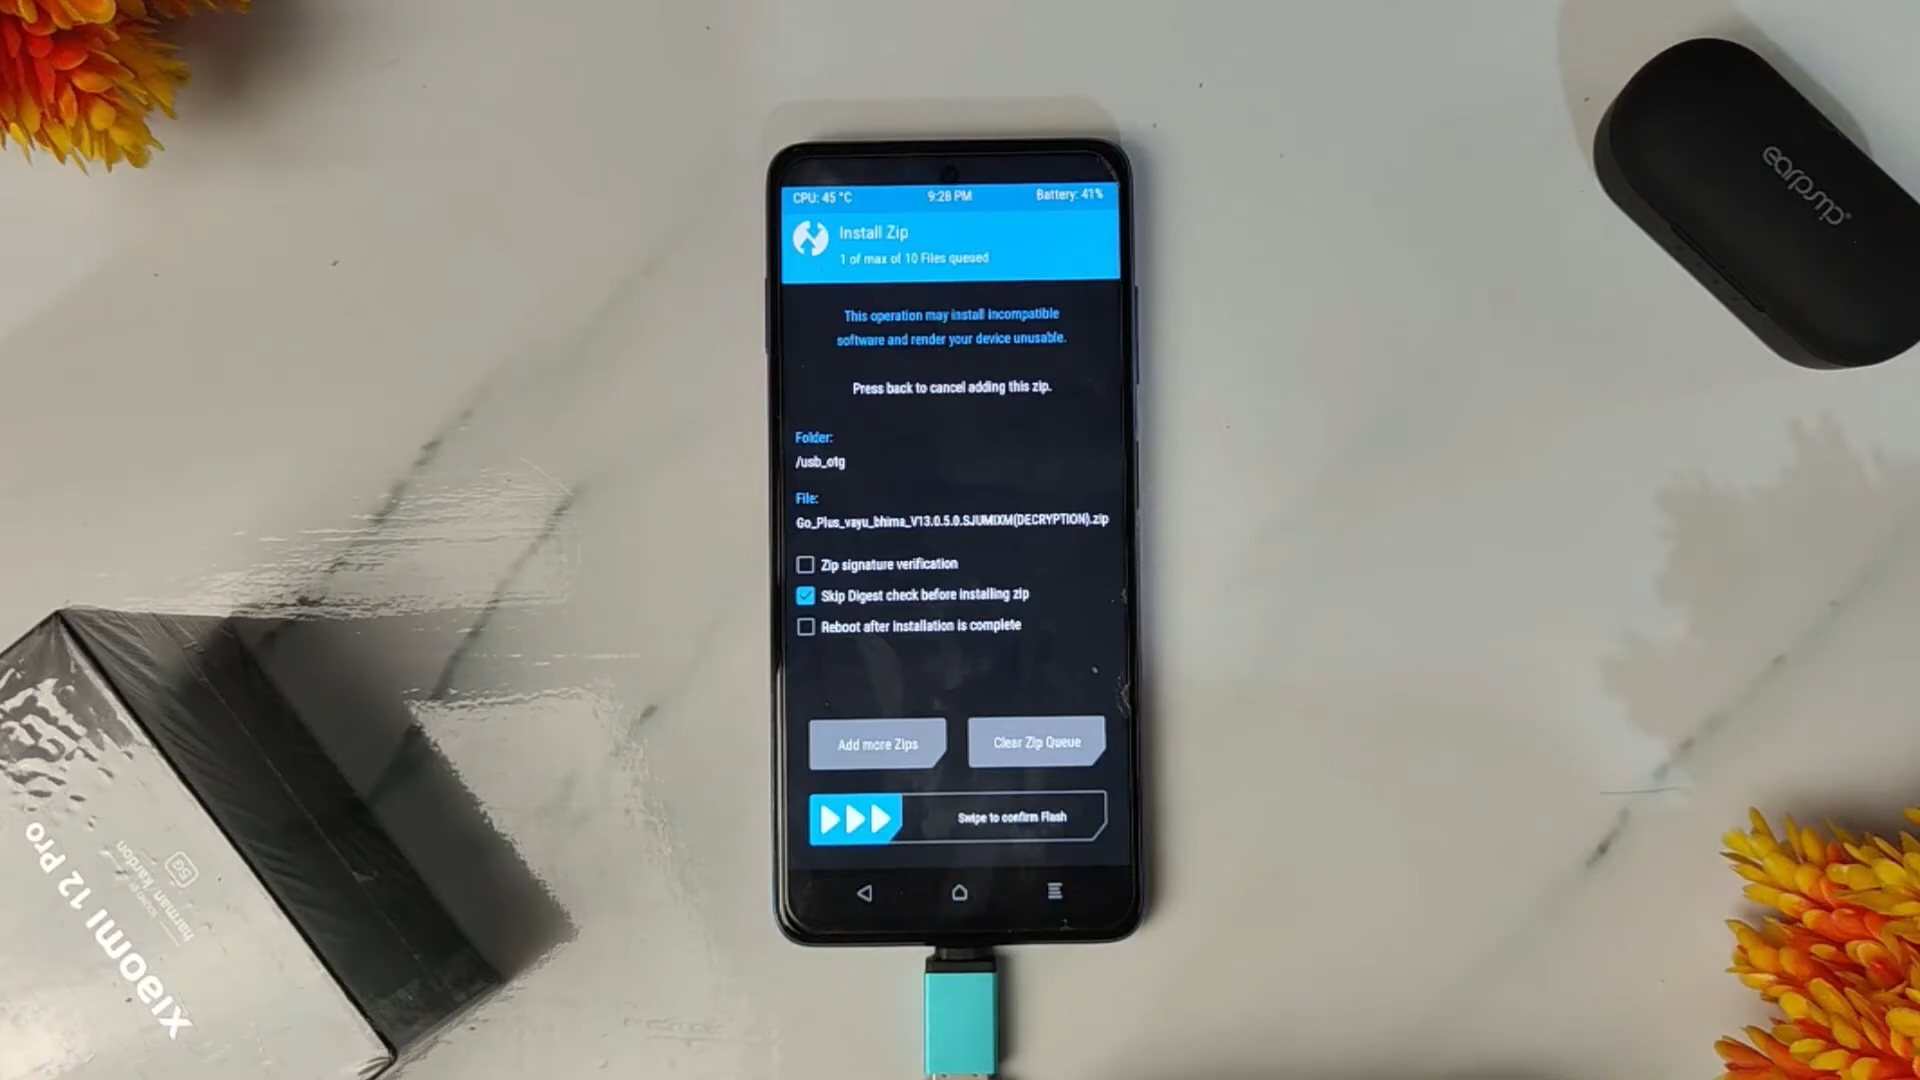 CPU: 45 °C 9:28 PM Battery: 41%
Install Zip
1 of max of 10 Files queued
This operation may install incompatible
software and render your device unusable.
Press back to cancel adding this zip.
Folder:
/usb_otg
File:
Go_Plus_vayu_bhima_V13.0.5.0.SJUMIXM(DECRYPTION).zip
Zip signature verification
Skip Digest check before installing zip
Reboot after installation is complete
Add more Zips Clear Zip Queue
Swipe to confirm Flash
xiaomi 12 Pro
5G
harman/kardon